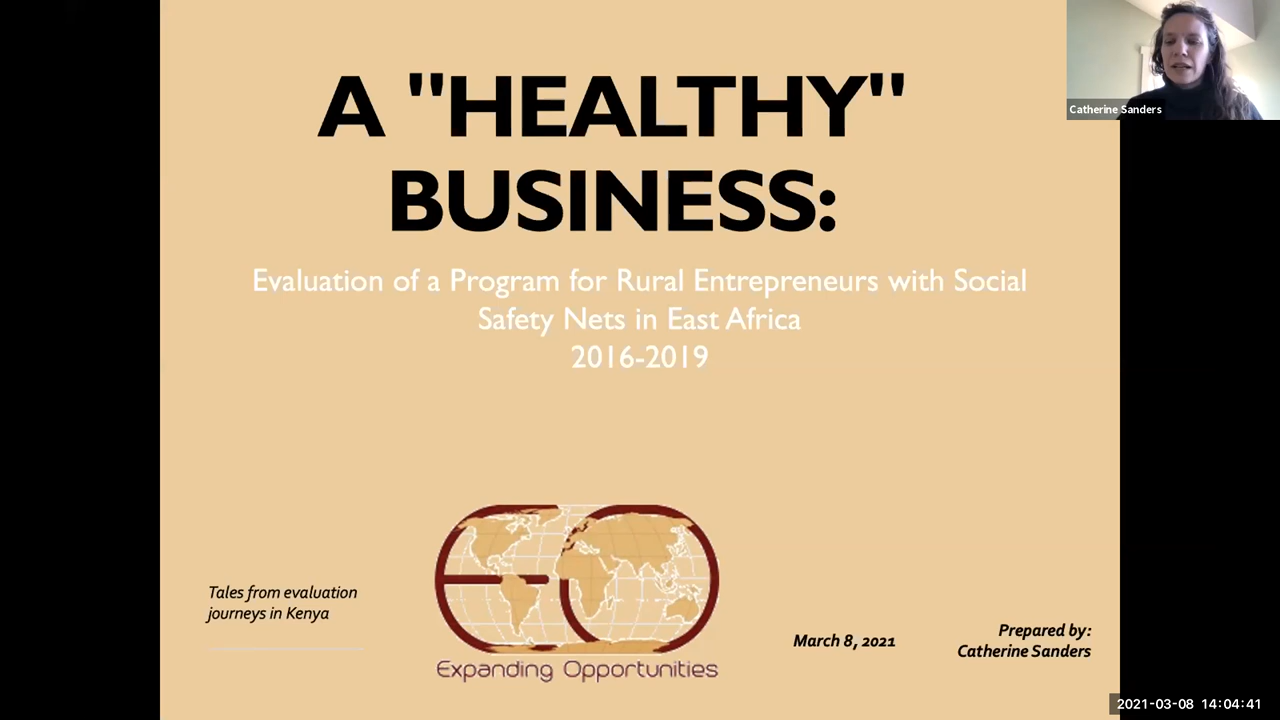 A "HEALTHY"
BUSINESS:
Catherine Sanders
Evaluation of a Program for Rural Entrepreneurs with Social
Safety Nets in East Africa
2016-2019
Tales from evaluation
journeys in Kenya
Expanding Opportunities
March 8, 2021
Prepared by:
Catherine Sanders
2021-03-08 14:04:41